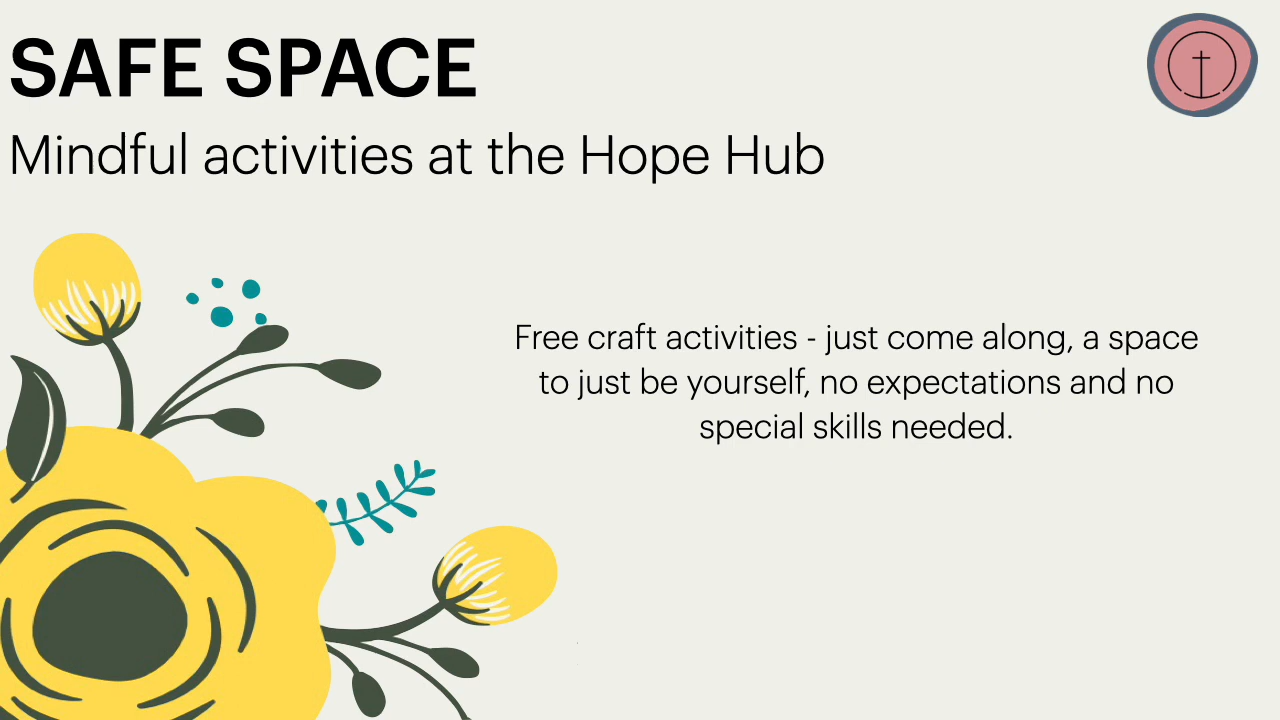 SAFE SPACE
Mindful activities at the Hope Hub
Free craft activities - just come along, a space
to just be yourself, no expectations and no
special skills needed.